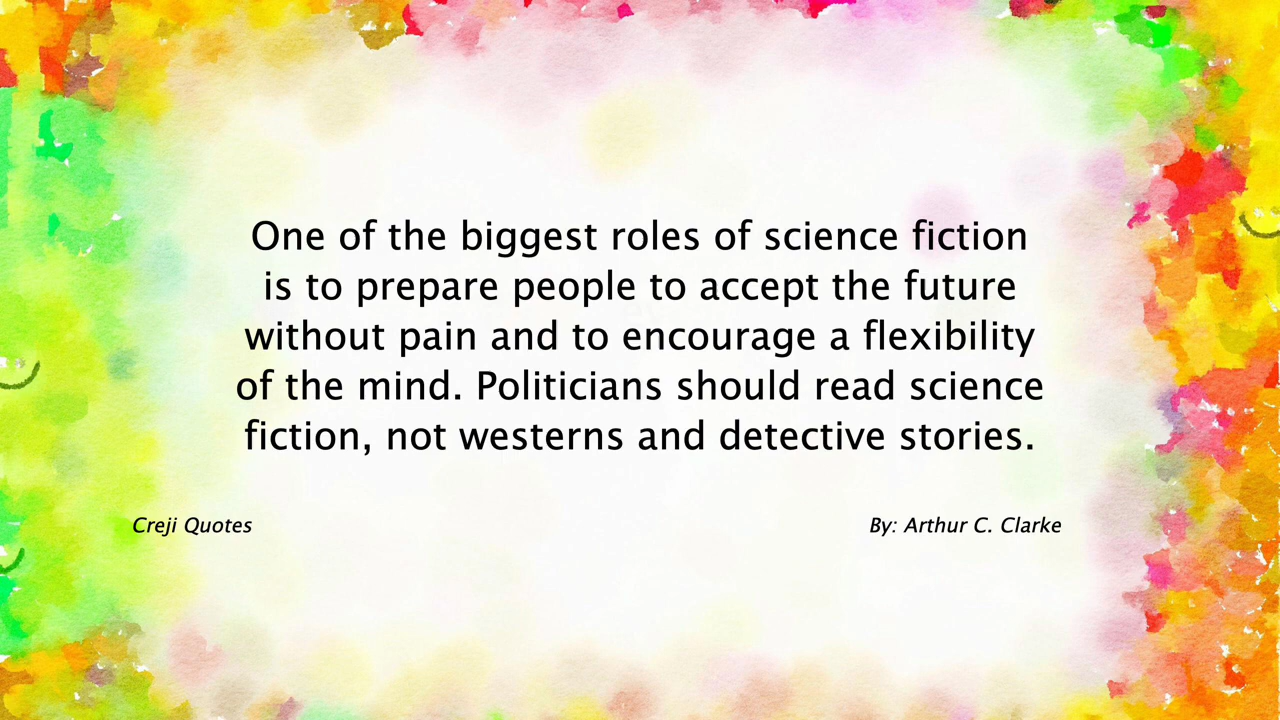 One of the biggest roles of science fiction
is to prepare people to accept the future
without pain and to encourage a flexibility
of the mind. Politicians should read science
fiction, not westerns and detective stories.
Creji Quotes
By: Arthur C. Clarke